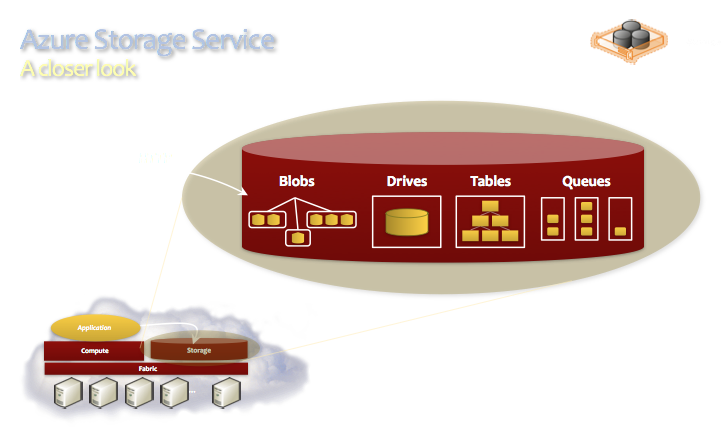 Azure Storage Service
A closer look
Blobs
Drives
Tables
Queues
Application
Compute
Storage
Fabric